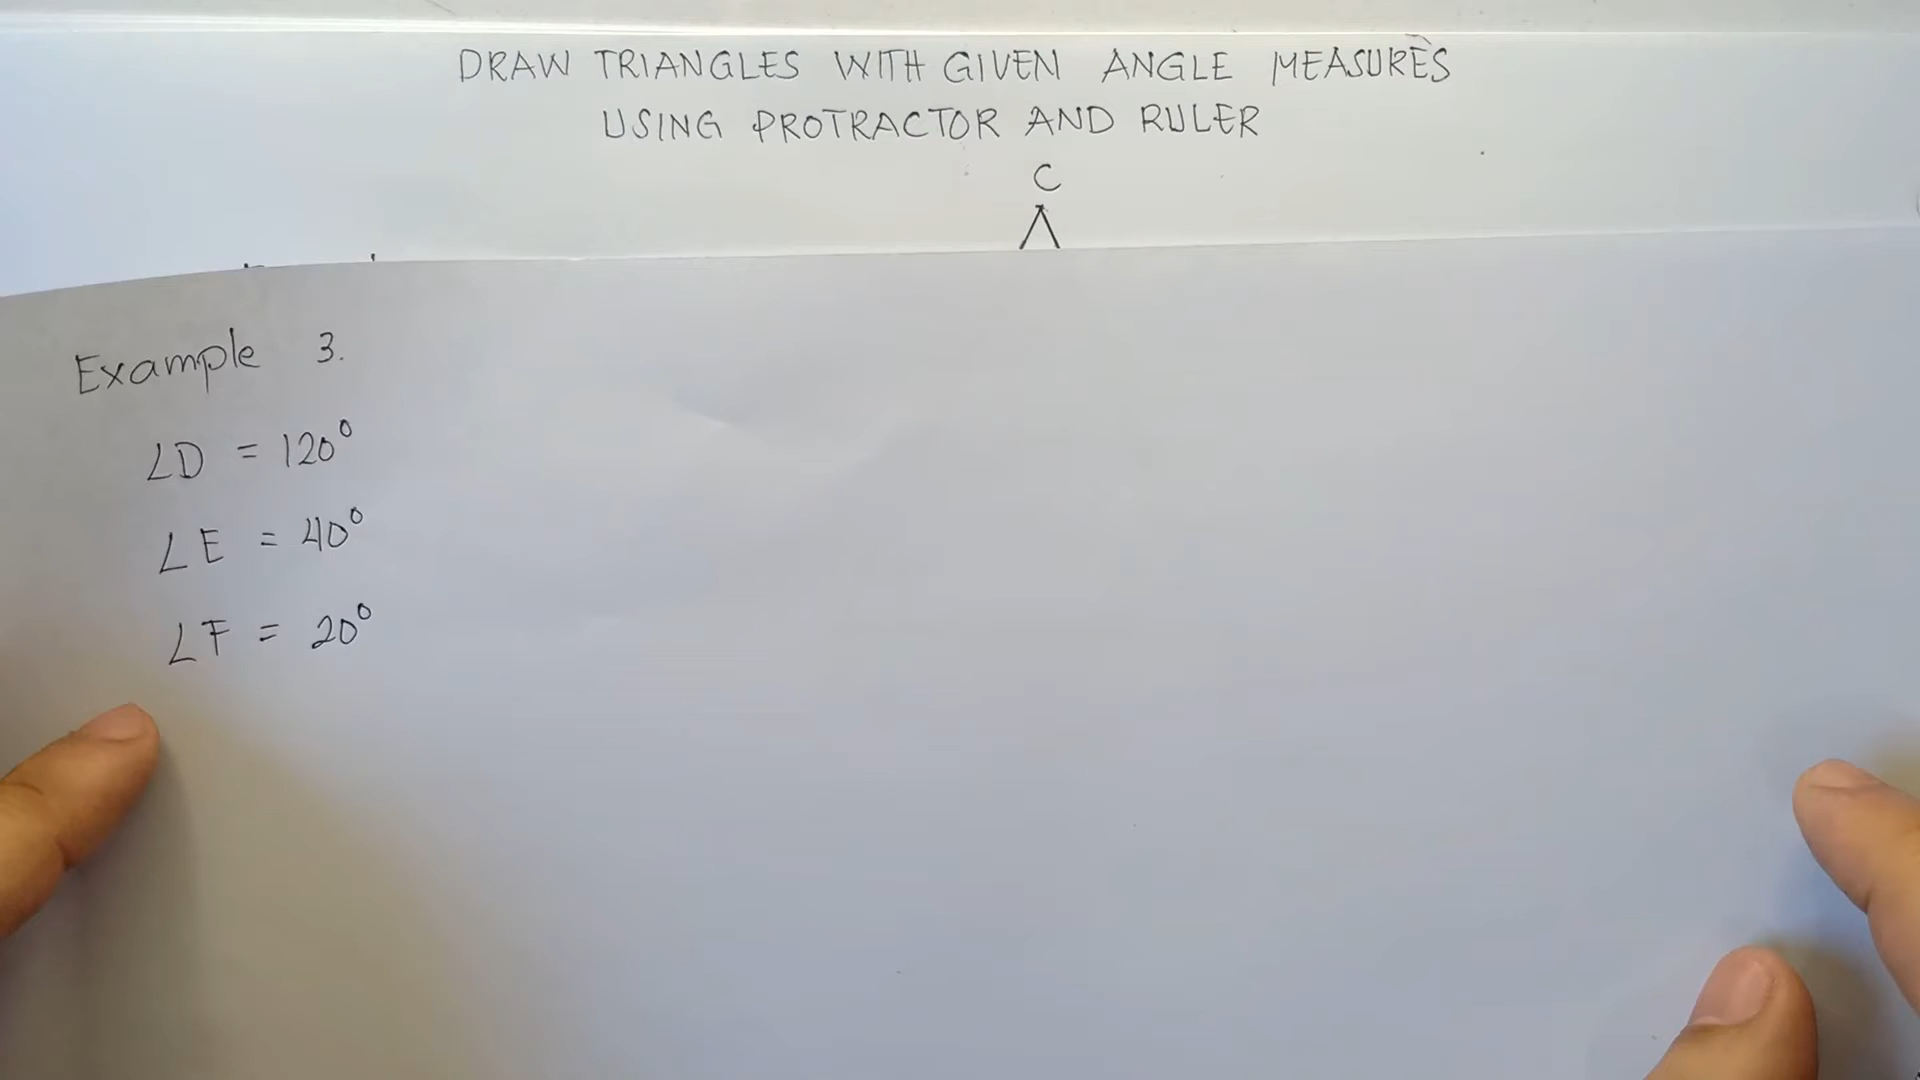 DRAW TRIANGLES WITH GIVEN ANGLE MEASURES
USING PROTRACTOR AND RULER
C
Example 3.
∠D = 120°
∠E = 40°
∠F = 20°